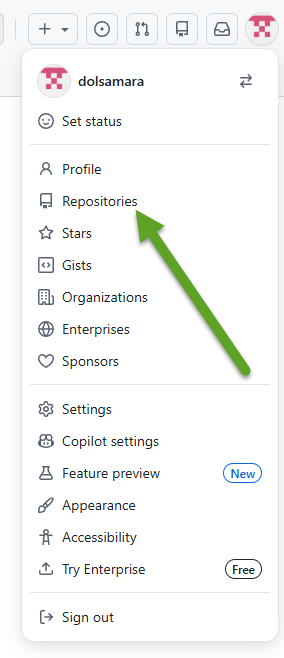 dolsamara
Set status
Profile
Repositories
Stars
Gists
Organizations
Enterprises
Sponsors
Settings
Copilot settings
Feature preview New
Appearance
Accessibility
Try Enterprise Free
Sign out